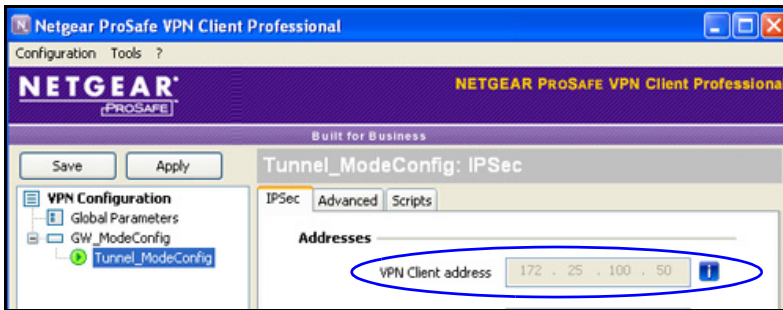 Netgear ProSafe VPN Client Professional
Configuration Tools ?
NETGEAR®
PROSAFE
NETGEAR PROSAFE VPN Client Professiona
Built for Business
Save Apply
Tunnel_ModeConfig: IPSec
VPN Configuration
Global Parameters
GW_ModeConfig
Tunnel_ModeConfig
IPSec Advanced Scripts
Addresses
VPN Client address 172 . 25 . 100 . 50